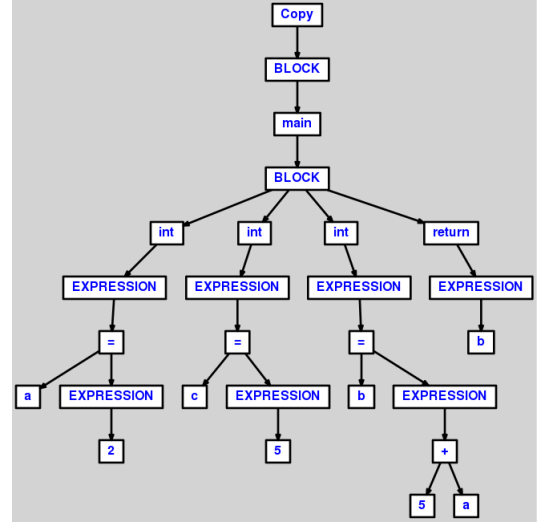 Copy
BLOCK
main
BLOCK
int int int return
EXPRESSION EXPRESSION EXPRESSION EXPRESSION
= = = b
a EXPRESSION c EXPRESSION b EXPRESSION
2 5 +
5 a